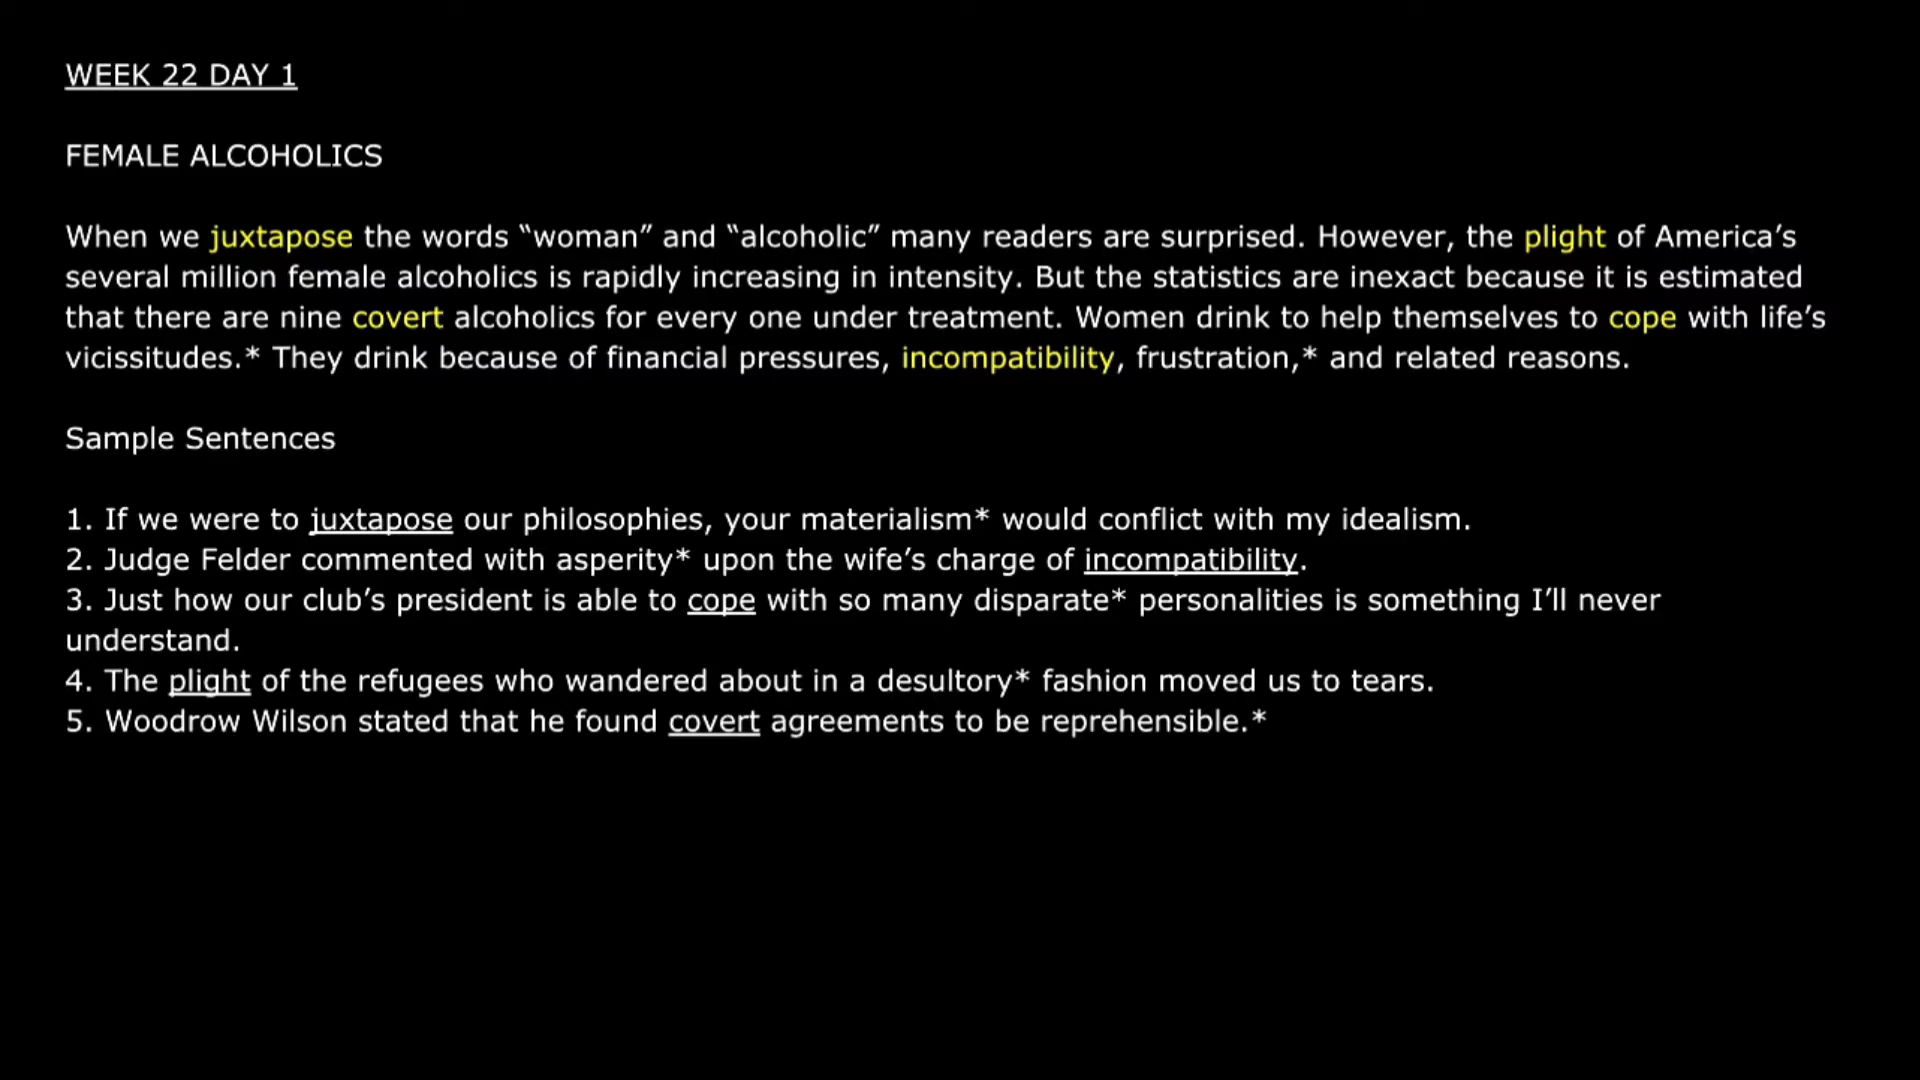 WEEK 22 DAY 1
FEMALE ALCOHOLICS
When we juxtapose the words “woman” and “alcoholic” many readers are surprised. However, the plight of America’s
several million female alcoholics is rapidly increasing in intensity. But the statistics are inexact because it is estimated
that there are nine covert alcoholics for every one under treatment. Women drink to help themselves to cope with life’s
vicissitudes.* They drink because of financial pressures, incompatibility, frustration,* and related reasons.
Sample Sentences
1. If we were to juxtapose our philosophies, your materialism* would conflict with my idealism.
2. Judge Felder commented with asperity* upon the wife’s charge of incompatibility.
3. Just how our club’s president is able to cope with so many disparate* personalities is something I’ll never
understand.
4. The plight of the refugees who wandered about in a desultory* fashion moved us to tears.
5. Woodrow Wilson stated that he found covert agreements to be reprehensible.*